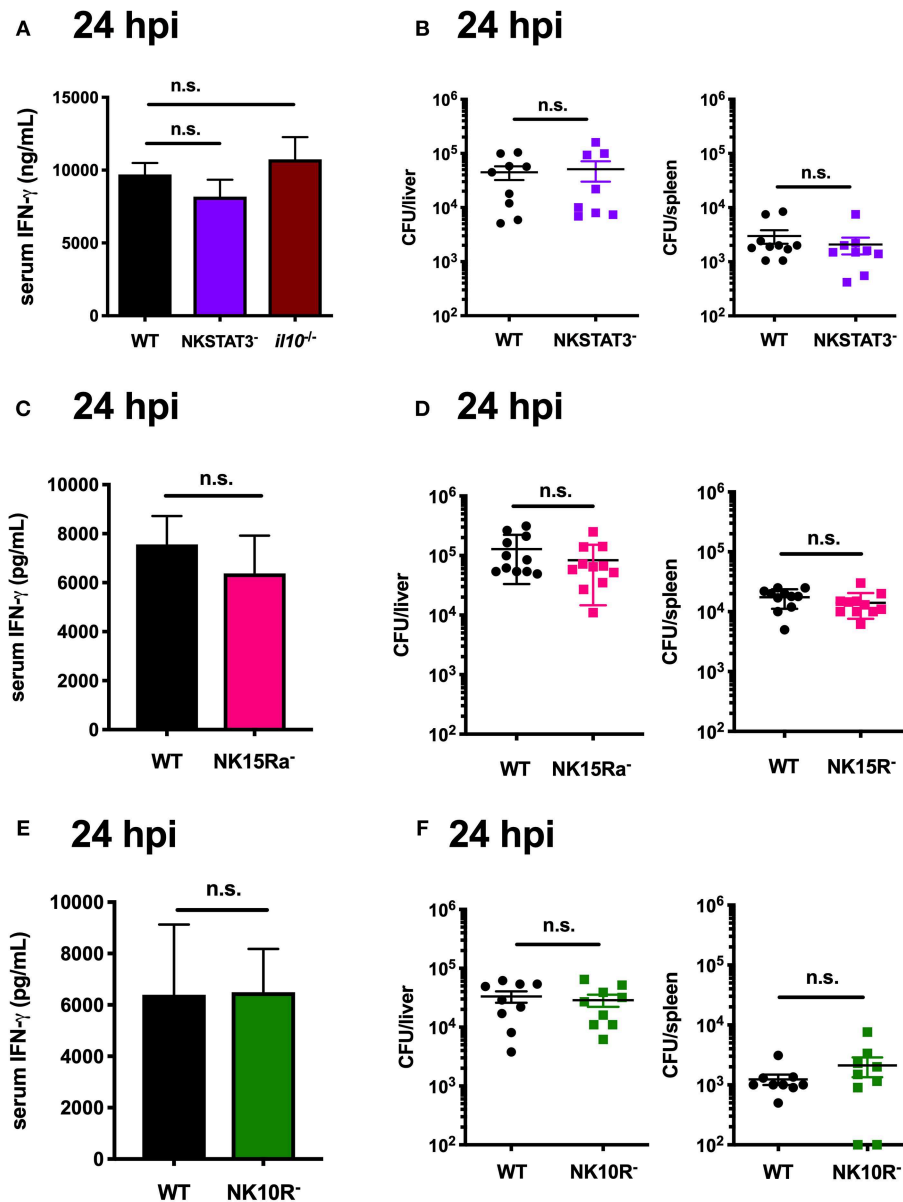 A 24 hpi
n.s.
n.s.
serum IFN-γ (ng/mL)
15000
10000
5000
0
WT NKSTAT3⁻ il10⁻/⁻
B 24 hpi
n.s.
CFU/liver
10⁶
10⁵
10⁴
10³
10²
WT NKSTAT3⁻
n.s.
CFU/spleen
10⁶
10⁵
10⁴
10³
10²
WT NKSTAT3⁻
C 24 hpi
n.s.
serum IFN-γ (pg/mL)
10000
8000
6000
4000
2000
0
WT NK15Ra⁻
D 24 hpi
n.s.
CFU/liver
10⁶
10⁵
10⁴
10³
10²
WT NK15Ra⁻
n.s.
CFU/spleen
10⁶
10⁵
10⁴
10³
10²
WT NK15R⁻
E 24 hpi
n.s.
serum IFN-γ (pg/mL)
10000
8000
6000
4000
2000
0
WT NK10R⁻
F 24 hpi
n.s.
CFU/liver
10⁶
10⁵
10⁴
10³
10²
WT NK10R⁻
n.s.
CFU/spleen
10⁶
10⁵
10⁴
10³
10²
WT NK10R⁻